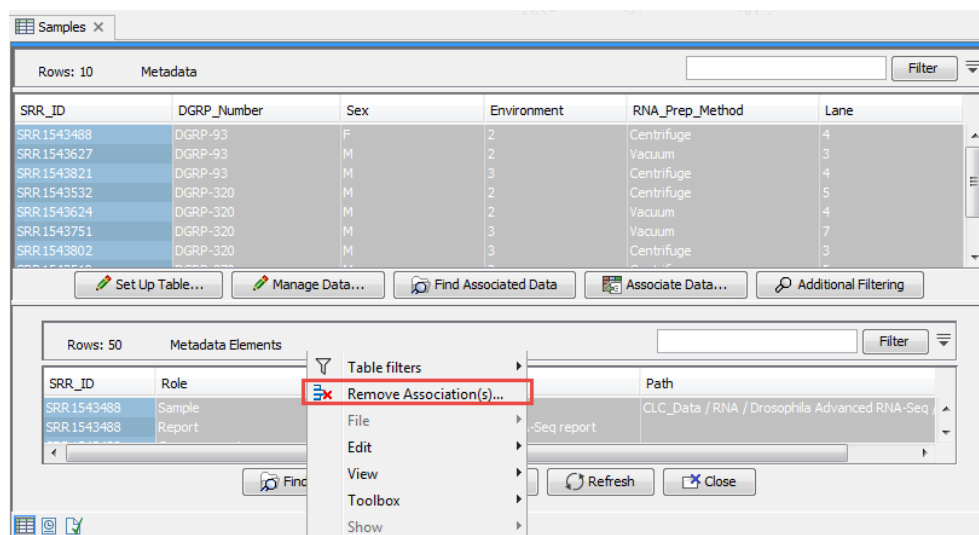 Samples
Rows: 10 Metadata Filter
SRR_ID DGRP_Number Sex Environment RNA_Prep_Method Lane
SRR1543488 DGRP-93 F 2 Centrifuge 4
SRR1543627 DGRP-93 M 2 Vacuum 3
SRR1543821 DGRP-93 M 3 Centrifuge 4
SRR1543532 DGRP-320 M 2 Centrifuge 5
SRR1543624 DGRP-320 M 2 Vacuum 4
SRR1543751 DGRP-320 M 3 Vacuum 7
SRR1543802 DGRP-320 M 3 Centrifuge 3
Set Up Table... Manage Data... Find Associated Data Associate Data... Additional Filtering
Rows: 50 Metadata Elements Filter
Table filters
SRR_ID Role Path
Remove Association(s)...
SRR1543488 Sample CLC_Data / RNA / Drosophila Advanced RNA-Seq /
File
SRR1543488 Report -Seq report
Edit
View
Find Refresh Close
Toolbox
Show